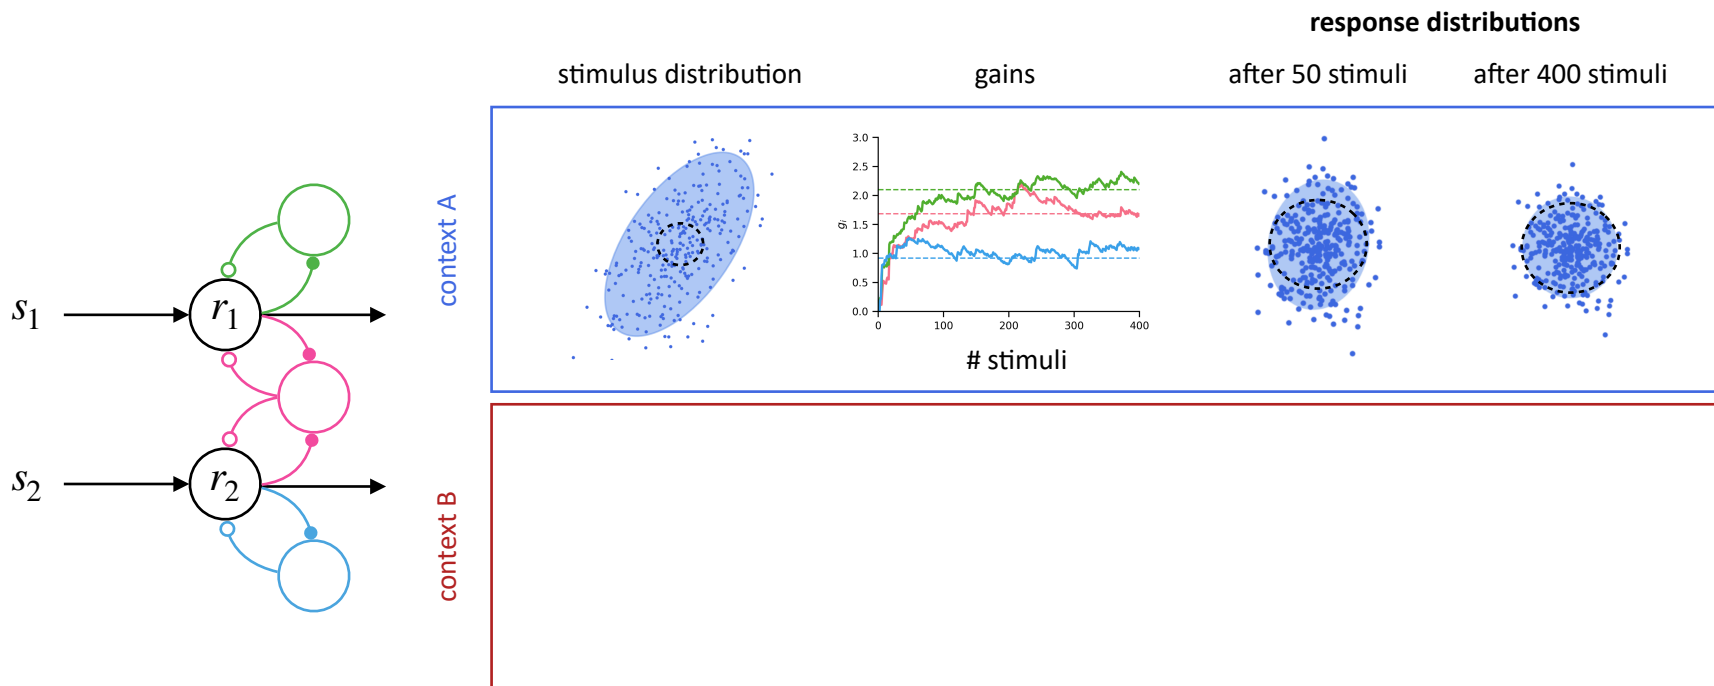 response distributions
stimulus distribution
gains
after 50 stimuli
after 400 stimuli
context A
3.0
2.5
2.0
1.5
1.0
0.5
0.0
gᵢ
0 100 200 300 400
# stimuli
s₁
r₁
s₂
r₂
context B